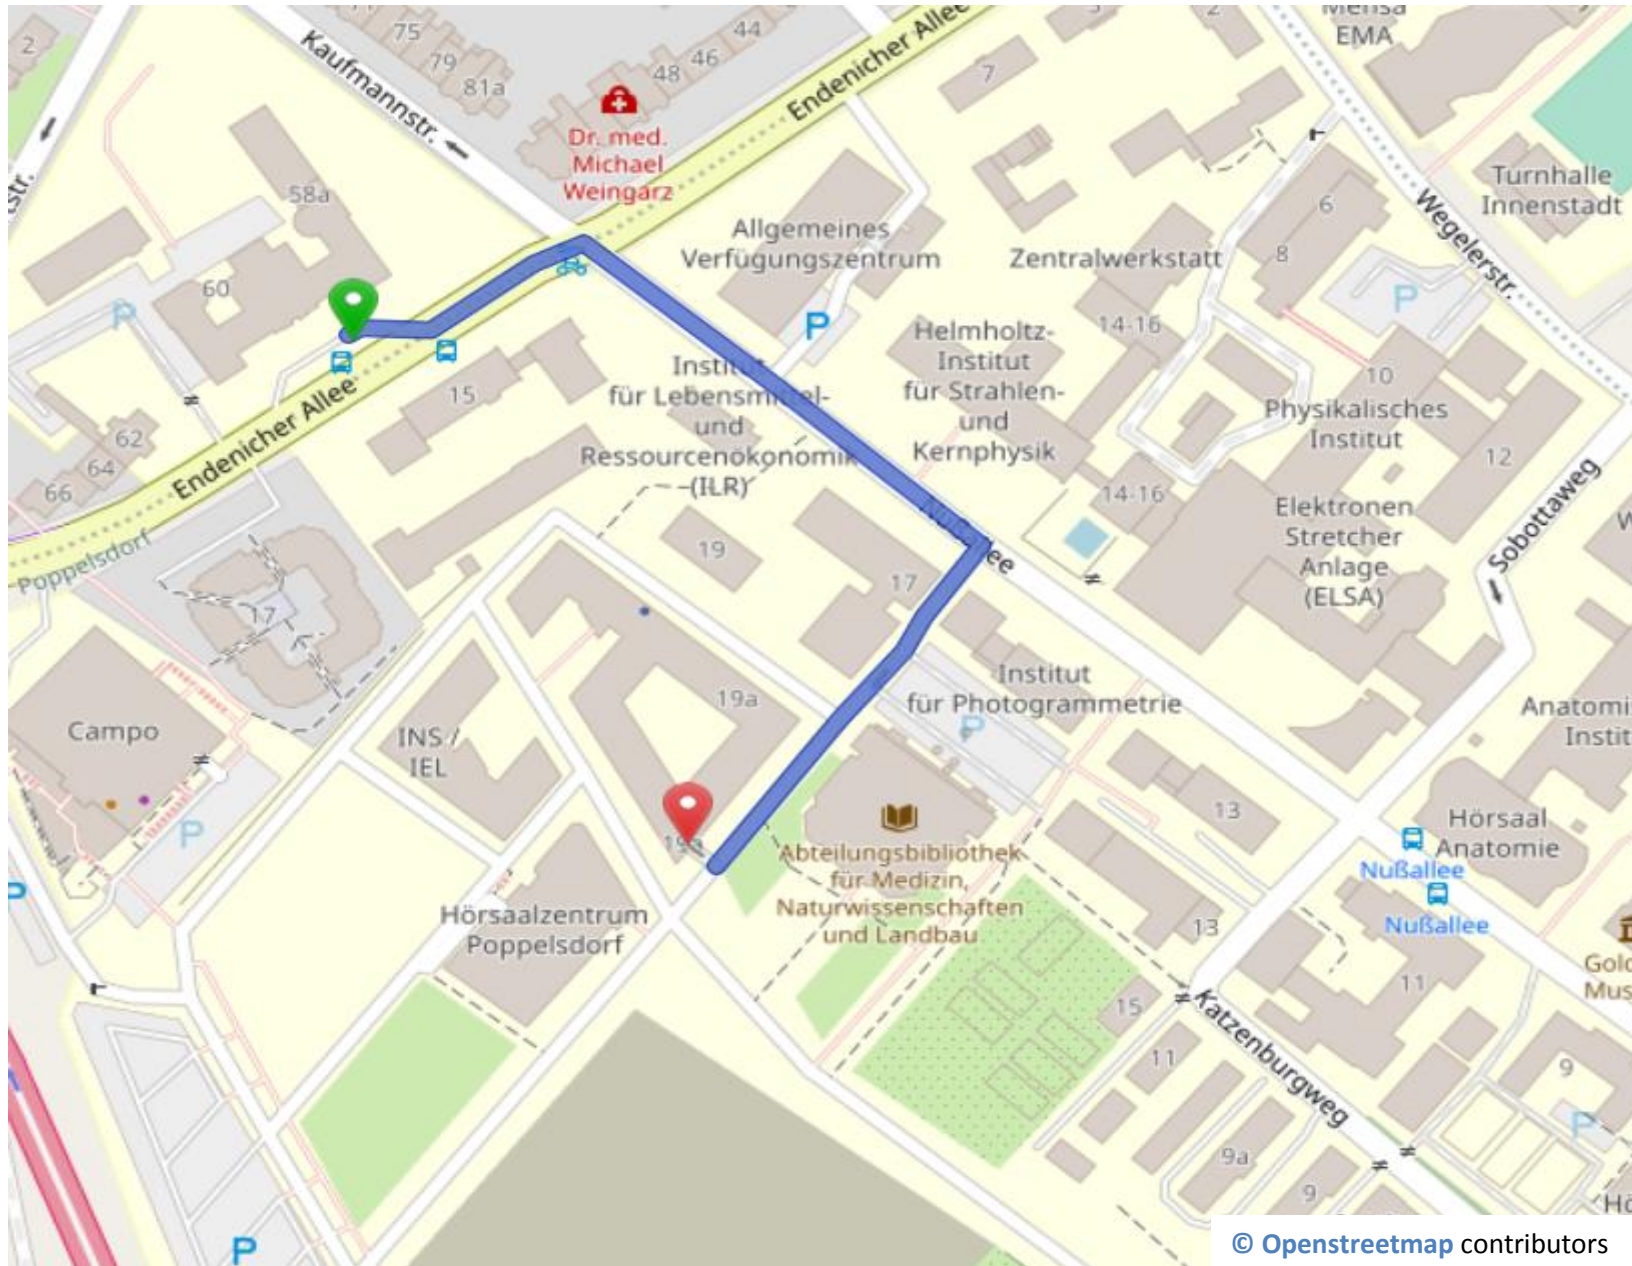 Mensa
EMA
2
75
79
81a
44
46
48
7
5
2
Kaufmannstr.
Endenicher Allee
Dr. med.
Michael
Weingarz
Turnhalle
Innenstadt
58a
6
Wegelerstr.
Allgemeines
Verfügungszentrum
Zentralwerkstatt
8
60
P
P
P
14-16
Helmholtz-
Institut
für Strahlen-
und
Kernphysik
Institut
für Lebensmittel-
und
Ressourcenökonomik
(ILR)
15
10
Physikalisches
Institut
Endenicher Allee
62
64
66
12
14-16
Elektronen
Stretcher
Anlage
(ELSA)
Sobottaweg
Nußallee
19
17
Poppelsdorf
17
Institut
für Photogrammetrie
P
19a
Campo
INS /
IEL
13
Hörsaal
Anatomie
P
19a
Abteilungsbibliothek
für Medizin,
Naturwissenschaften
und Landbau
Nußallee
Nußallee
P
Hörsaalzentrum
Poppelsdorf
13
11
15
Katzenburgweg
11
9
P
9a
9
P
© Openstreetmap contributors